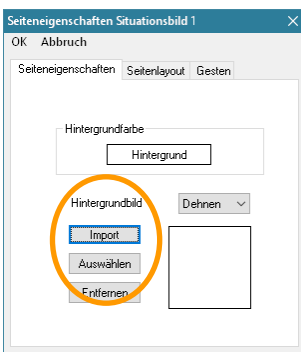 Seiteneigenschaften Situationsbild 1
OK Abbruch
Seiteneigenschaften Seitenlayout Gesten
Hintergrundfarbe
Hintergrund
Hintergrundbild Dehnen
Import
Auswählen
Entfernen